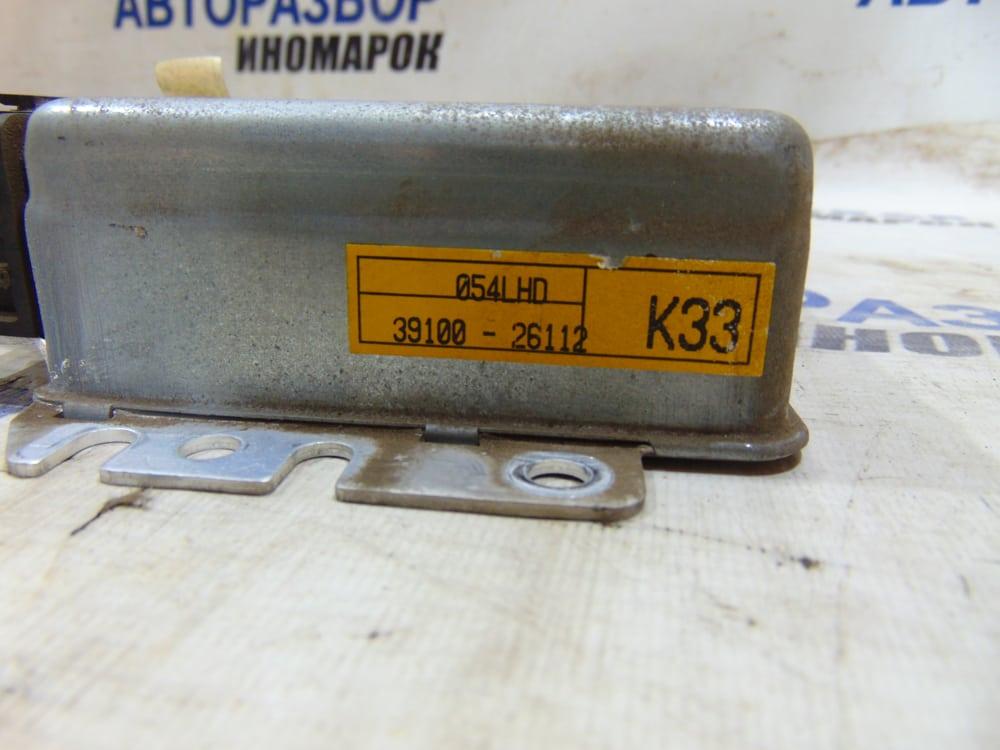 АВТОРАЗБОР
ИНОМАРОК
054LHD
39100 - 26112
K33